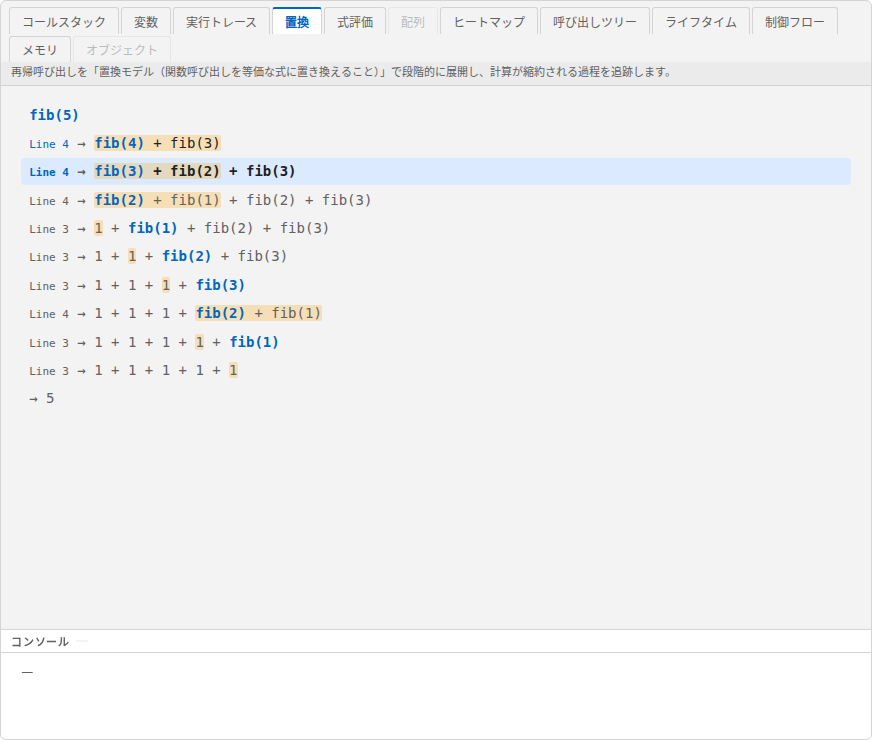 コールスタック 変数 実行トレース 置換 式評価 配列 ヒートマップ 呼び出しツリー ライフタイム 制御フロー
メモリ オブジェクト
再帰呼び出しを「置換モデル（関数呼び出しを等価な式に置き換えること）」で段階的に展開し、計算が縮約される過程を追跡します。
fib(5)
Line 4 → fib(4) + fib(3)
Line 4 → fib(3) + fib(2) + fib(3)
Line 4 → fib(2) + fib(1) + fib(2) + fib(3)
Line 3 → 1 + fib(1) + fib(2) + fib(3)
Line 3 → 1 + 1 + fib(2) + fib(3)
Line 3 → 1 + 1 + 1 + fib(3)
Line 4 → 1 + 1 + 1 + fib(2) + fib(1)
Line 3 → 1 + 1 + 1 + 1 + fib(1)
Line 3 → 1 + 1 + 1 + 1 + 1
→ 5
コンソール —
—